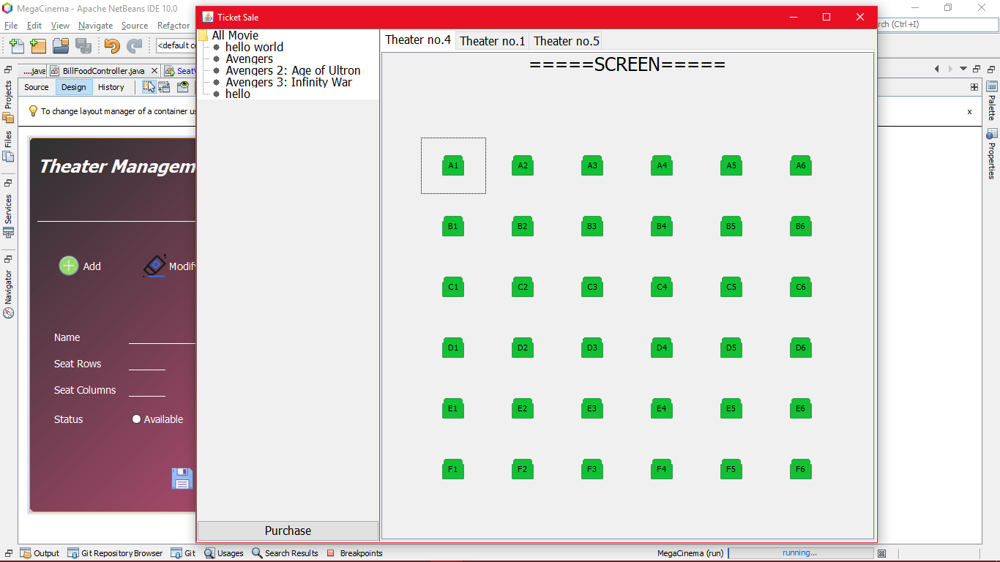 MegaCinema - Apache NetBeans IDE 10.0
File Edit View Navigate Source Refactor
rch (Ctrl+I)
<default co
....java BillFoodController.java Seat
Source Design History
To change layout manager of a container us
x
Projects
Files
Services
Navigator
Palette
Properties
Theater Managem
Add Modify
Name
Seat Rows
Seat Columns
Status Available
Ticket Sale
All Movie
hello world
Avengers
Avengers 2: Age of Ultron
Avengers 3: Infinity War
hello
Purchase
Theater no.4 Theater no.1 Theater no.5
=====SCREEN=====
A1 A2 A3 A4 A5 A6
B1 B2 B3 B4 B5 B6
C1 C2 C3 C4 C5 C6
D1 D2 D3 D4 D5 D6
E1 E2 E3 E4 E5 E6
F1 F2 F3 F4 F5 F6
Output Git Repository Browser Git Usages Search Results Breakpoints MegaCinema (run) running...